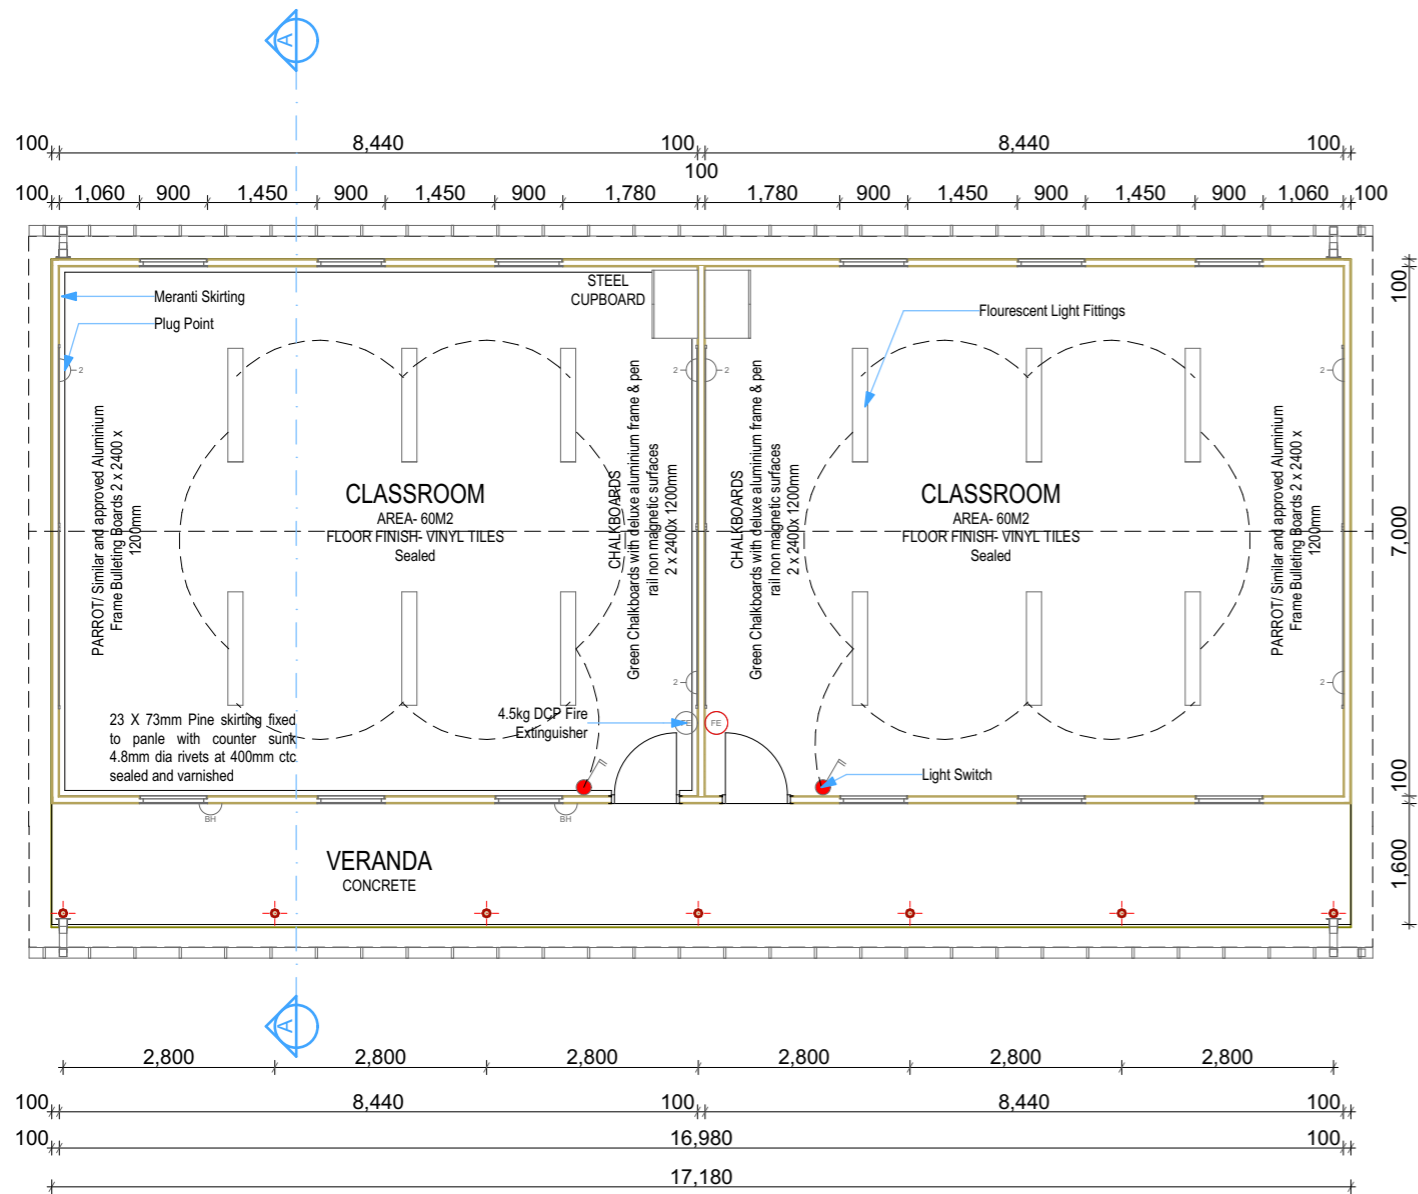 A
100 8,440 100 8,440 100
100
100 1,060 900 1,450 900 1,450 900 1,780 1,780 900 1,450 900 1,450 900 1,060 100
STEEL
CUPBOARD
Meranti Skirting
Plug Point
Flourescent Light Fittings
2
2
2
2
PARROT/ Similar and approved Aluminium
Frame Bulleting Boards 2 x 2400 x
1200mm
CLASSROOM
AREA- 60M2
FLOOR FINISH- VINYL TILES
Sealed
CHALKBOARDS
Green Chalkboards with deluxe aluminium frame & pen
rail non magnetic surfaces
2 x 2400x 1200mm
CHALKBOARDS
Green Chalkboards with deluxe aluminium frame & pen
rail non magnetic surfaces
2 x 2400x 1200mm
CLASSROOM
AREA- 60M2
FLOOR FINISH- VINYL TILES
Sealed
PARROT/ Similar and approved Aluminium
Frame Bulleting Boards 2 x 2400 x
1200mm
100
7,000
100
1,600
2
2
23 X 73mm Pine skirting fixed
to panle with counter sunk
4.8mm dia rivets at 400mm ctc
sealed and varnished
4.5kg DCP Fire
Extinguisher
FE
FE
Light Switch
BH
BH
VERANDA
CONCRETE
A
2,800 2,800 2,800 2,800 2,800 2,800
100 8,440 100 8,440 100
100 16,980 100
17,180